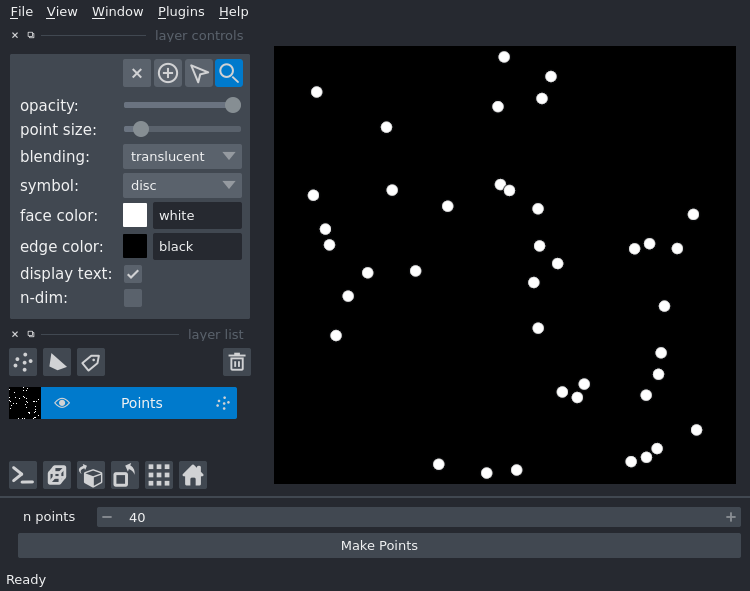 File View Window Plugins Help
layer controls
opacity:
point size:
blending: translucent
symbol: disc
face color: white
edge color: black
display text:
n-dim:
layer list
Points
n points 40
Make Points
Ready